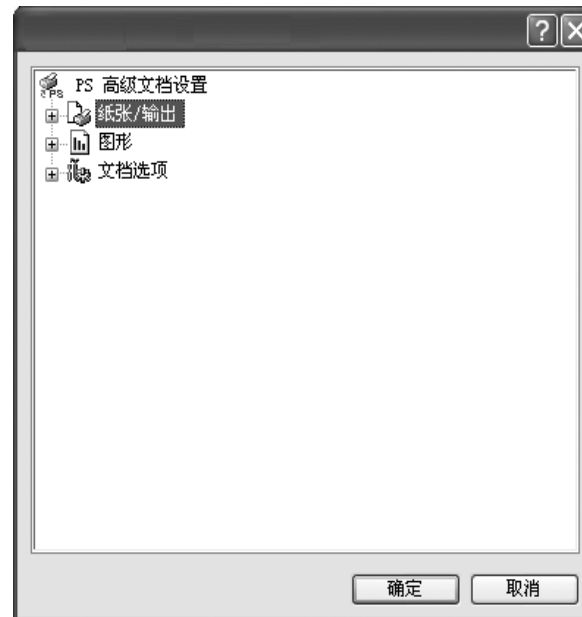 PS 高级文档设置
纸张/输出
图形
文档选项
确定
取消